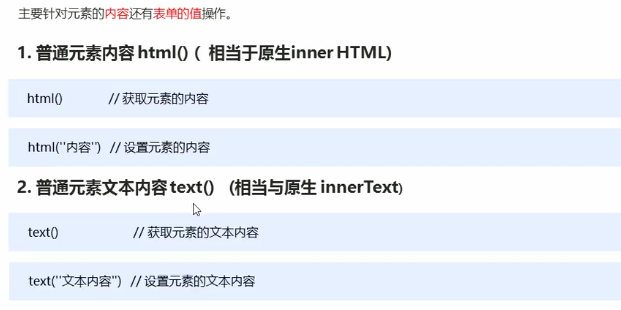 主要针对元素的内容还有表单的值操作。
1. 普通元素内容 html() ( 相当于原生inner HTML)
html() // 获取元素的内容
html(''内容'') // 设置元素的内容
2. 普通元素文本内容 text() (相当与原生 innerText)
text() // 获取元素的文本内容
text(''文本内容'') // 设置元素的文本内容